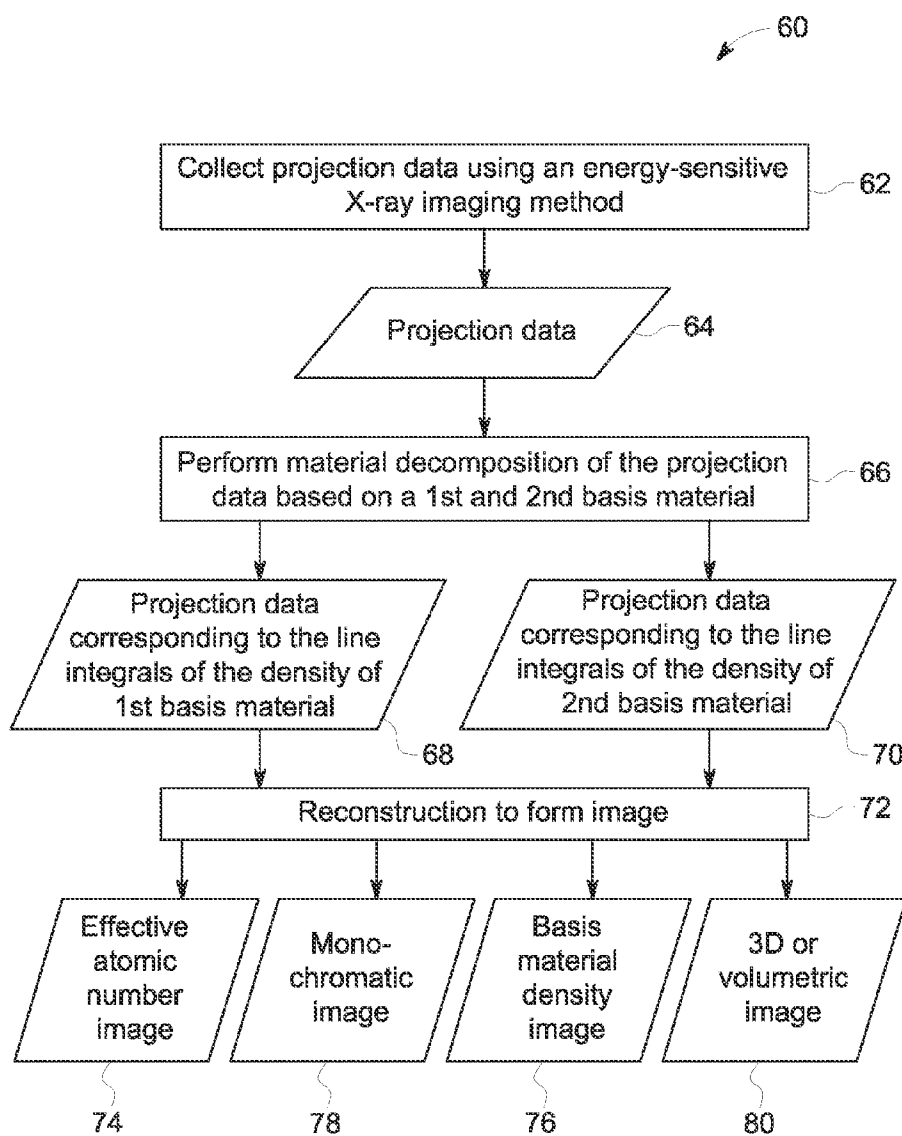 60
Collect projection data using an energy-sensitive
X-ray imaging method
62
Projection data
64
Perform material decomposition of the projection
data based on a 1st and 2nd basis material
66
Projection data
corresponding to the line
integrals of the density of
1st basis material
68
Projection data
corresponding to the line
integrals of the density of
2nd basis material
70
Reconstruction to form image
72
Effective
atomic
number
image
74
Mono-
chromatic
image
78
Basis
material
density
image
76
3D or
volumetric
image
80